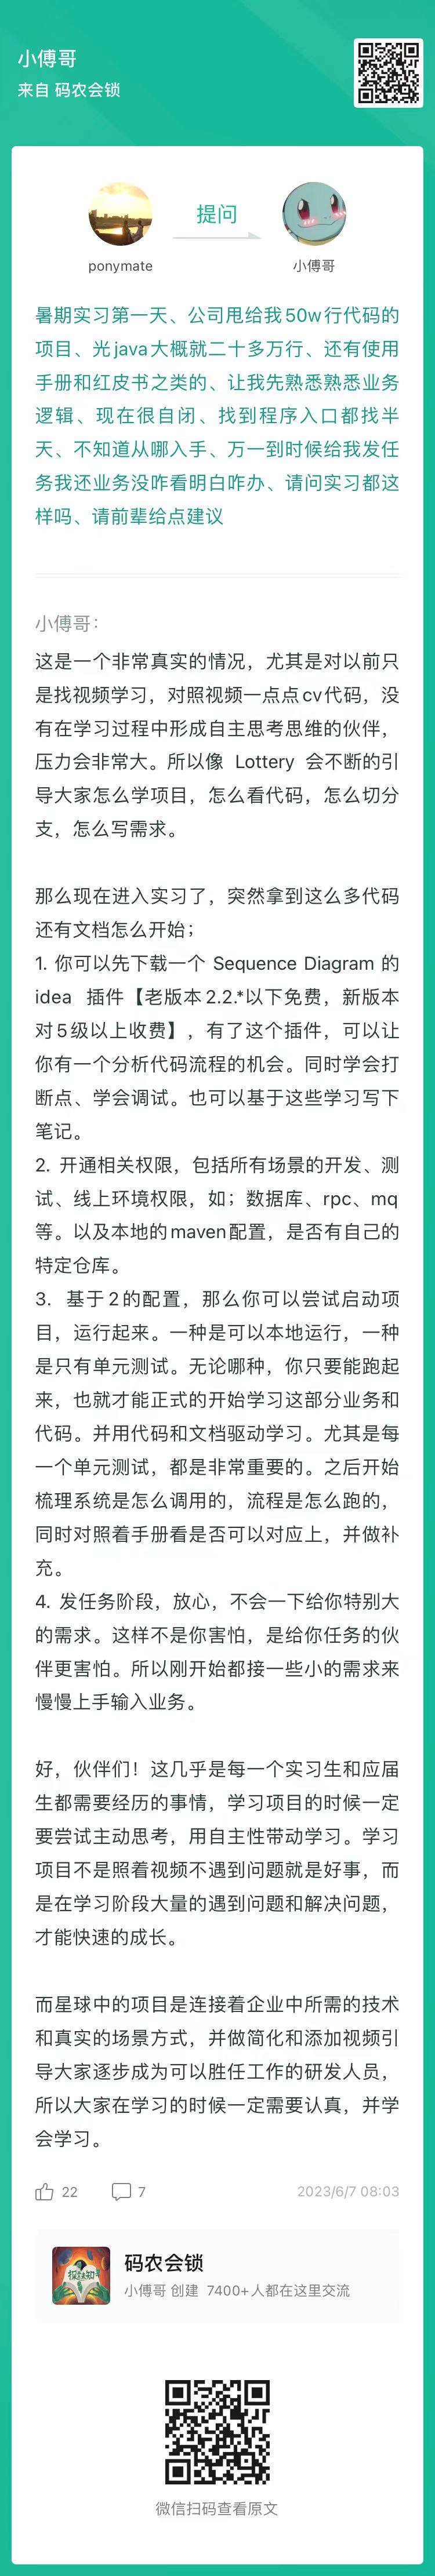 小傅哥
来自 码农会锁
提问
ponymate
小傅哥
暑期实习第一天、公司甩给我50w行代码的
项目、光java大概就二十多万行、还有使用
手册和红皮书之类的、让我先熟悉熟悉业务
逻辑、现在很自闭、找到程序入口都找半
天、不知道从哪入手、万一到时候给我发任
务我还业务没咋看明白咋办、请问实习都这
样吗、请前辈给点建议
小傅哥：
这是一个非常真实的情况，尤其是对以前只
是找视频学习，对照视频一点点cv代码，没
有在学习过程中形成自主思考思维的伙伴，
压力会非常大。所以像 Lottery 会不断的引
导大家怎么学项目，怎么看代码，怎么切分
支，怎么写需求。
那么现在进入实习了，突然拿到这么多代码
还有文档怎么开始；
1. 你可以先下载一个 Sequence Diagram 的
idea 插件【老版本2.2.*以下免费，新版本
对5级以上收费】，有了这个插件，可以让
你有一个分析代码流程的机会。同时学会打
断点、学会调试。也可以基于这些学习写下
笔记。
2. 开通相关权限，包括所有场景的开发、测
试、线上环境权限，如；数据库、rpc、mq
等。以及本地的maven配置，是否有自己的
特定仓库。
3. 基于2的配置，那么你可以尝试启动项
目，运行起来。一种是可以本地运行，一种
是只有单元测试。无论哪种，你只要能跑起
来，也就才能正式的开始学习这部分业务和
代码。并用代码和文档驱动学习。尤其是每
一个单元测试，都是非常重要的。之后开始
梳理系统是怎么调用的，流程是怎么跑的，
同时对照着手册看是否可以对应上，并做补
充。
4. 发任务阶段，放心，不会一下给你特别大
的需求。这样不是你害怕，是给你任务的伙
伴更害怕。所以刚开始都接一些小的需求来
慢慢上手输入业务。
好，伙伴们！这几乎是每一个实习生和应届
生都需要经历的事情，学习项目的时候一定
要尝试主动思考，用自主性带动学习。学习
项目不是照着视频不遇到问题就是好事，而
是在学习阶段大量的遇到问题和解决问题，
才能快速的成长。
而星球中的项目是连接着企业中所需的技术
和真实的场景方式，并做简化和添加视频引
导大家逐步成为可以胜任工作的研发人员，
所以大家在学习的时候一定需要认真，并学
会学习。
22 7 2023/6/7 08:03
码农会锁
小傅哥 创建 7400+人都在这里交流
微信扫码查看原文